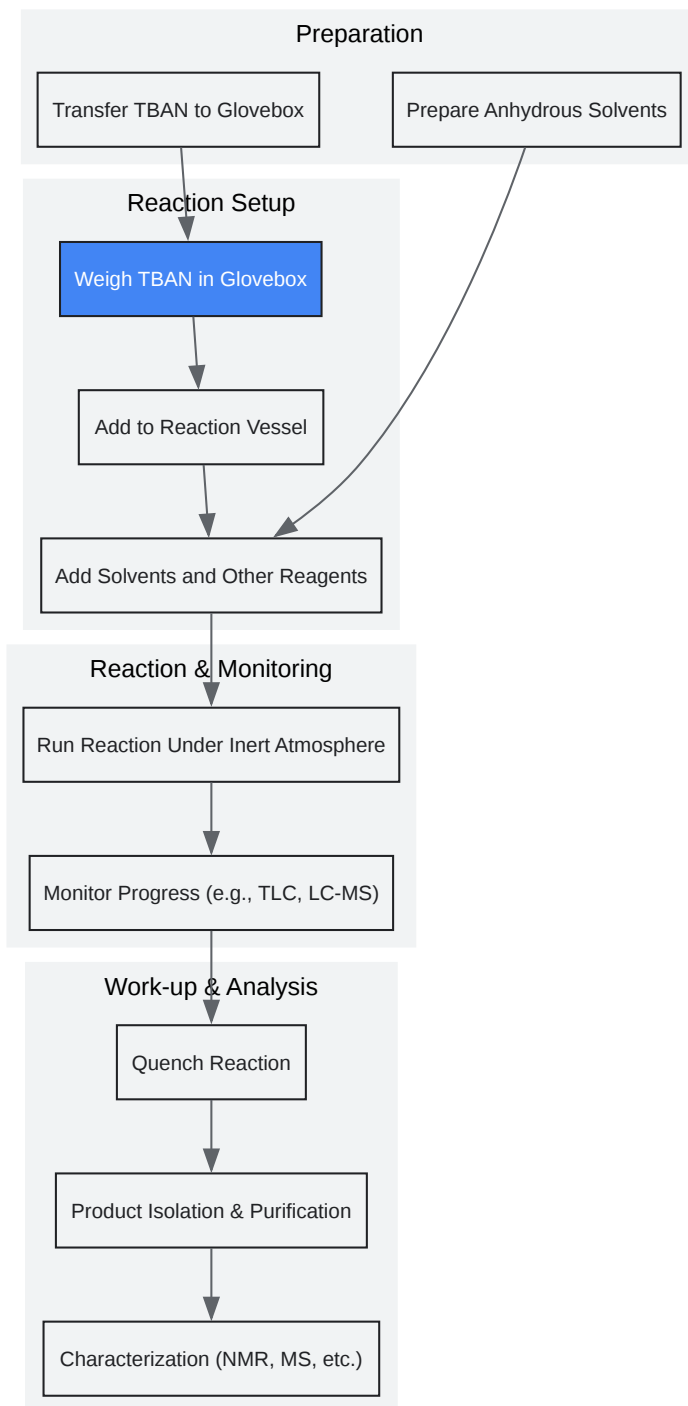 Preparation
Transfer TBAN to Glovebox
Prepare Anhydrous Solvents
Reaction Setup
Weigh TBAN in Glovebox
Add to Reaction Vessel
Add Solvents and Other Reagents
Reaction & Monitoring
Run Reaction Under Inert Atmosphere
Monitor Progress (e.g., TLC, LC-MS)
Work-up & Analysis
Quench Reaction
Product Isolation & Purification
Characterization (NMR, MS, etc.)